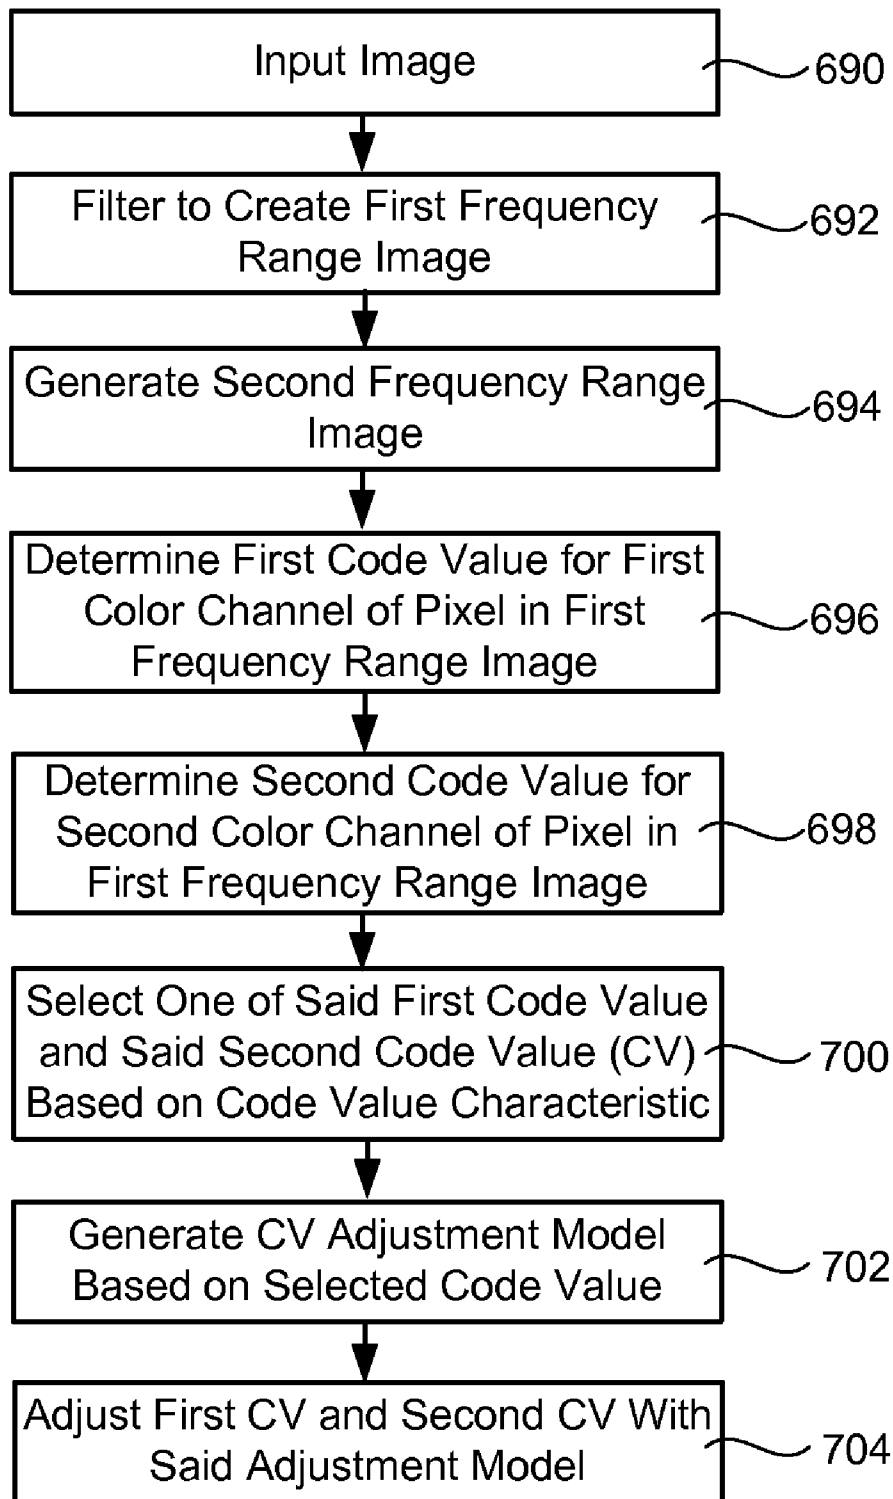 Input Image
690
Filter to Create First Frequency
Range Image
692
Generate Second Frequency Range
Image
694
Determine First Code Value for First
Color Channel of Pixel in First
Frequency Range Image
696
Determine Second Code Value for
Second Color Channel of Pixel in
First Frequency Range Image
698
Select One of Said First Code Value
and Said Second Code Value (CV)
Based on Code Value Characteristic
700
Generate CV Adjustment Model
Based on Selected Code Value
702
Adjust First CV and Second CV With
Said Adjustment Model
704